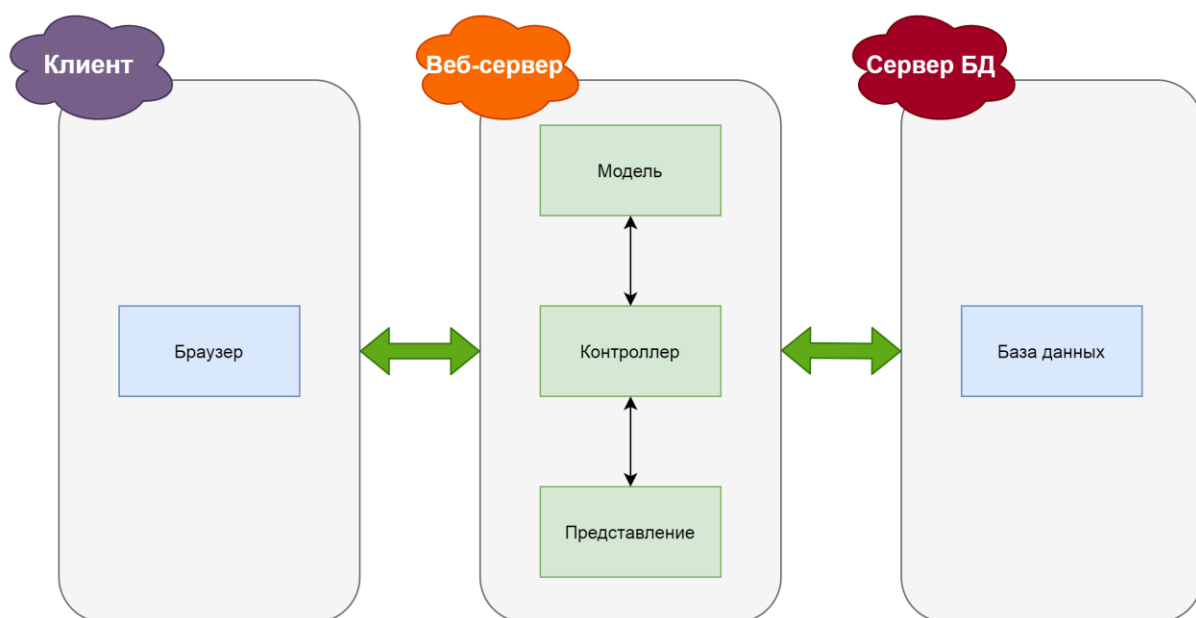 Клиент
Веб-сервер
Сервер БД
Модель
Браузер
Контроллер
База данных
Представление